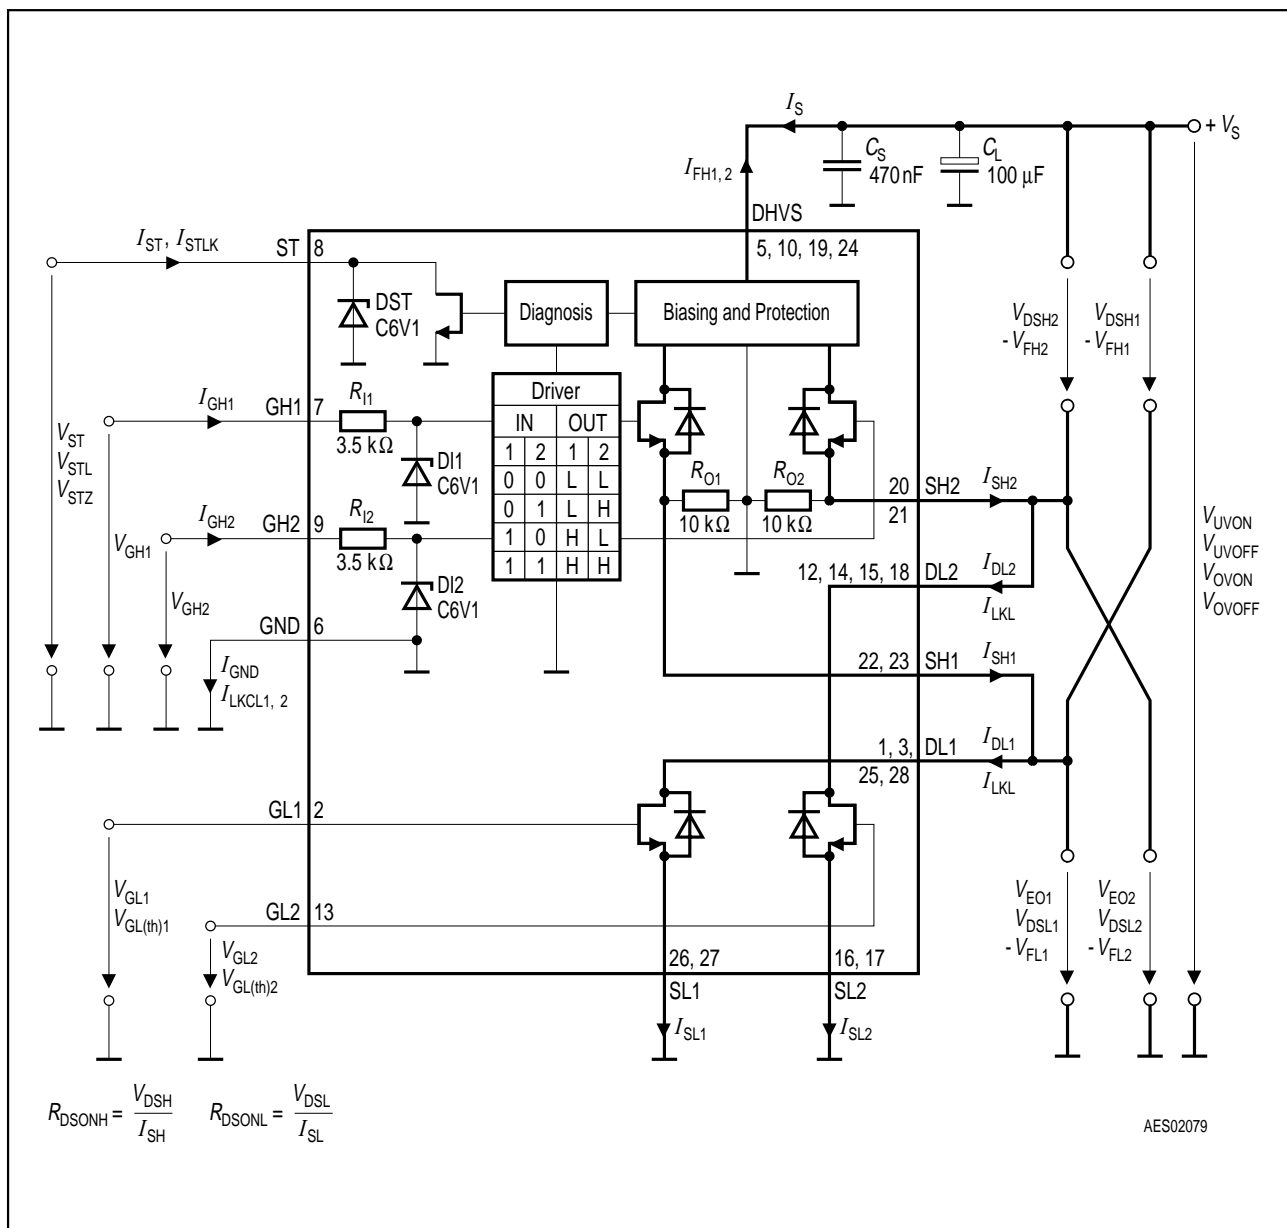 I_S
+ V_S
C_S
470 nF
C_L
100 µF
I_FH1, 2
DHVS
5, 10, 19, 24
I_ST, I_STLK
ST 8
DST
C6V1
Diagnosis
Biasing and Protection
V_DSH2
- V_FH2
V_DSH1
- V_FH1
I_GH1
GH1 7
R_I1
3.5 kΩ
DI1
C6V1
Driver
IN OUT
1 2 1 2
0 0 L L
0 1 L H
1 0 H L
1 1 H H
R_O1
10 kΩ
R_O2
10 kΩ
V_ST
V_STL
V_STZ
I_GH2
GH2 9
R_I2
3.5 kΩ
DI2
C6V1
V_GH1
V_GH2
GND 6
I_GND
I_LKCL1, 2
20 SH2
21
I_SH2
12, 14, 15, 18 DL2
I_DL2
I_LKL
22, 23 SH1
I_SH1
1, 3, DL1
25, 28
I_DL1
I_LKL
V_UVON
V_UVOFF
V_OVON
V_OVOFF
GL1 2
V_GL1
V_GL(th)1
GL2 13
V_GL2
V_GL(th)2
26, 27
SL1
I_SL1
16, 17
SL2
I_SL2
V_EO1
V_DSL1
- V_FL1
V_EO2
V_DSL2
- V_FL2
R_DSONH = V_DSH / I_SH
R_DSONL = V_DSL / I_SL
AES02079